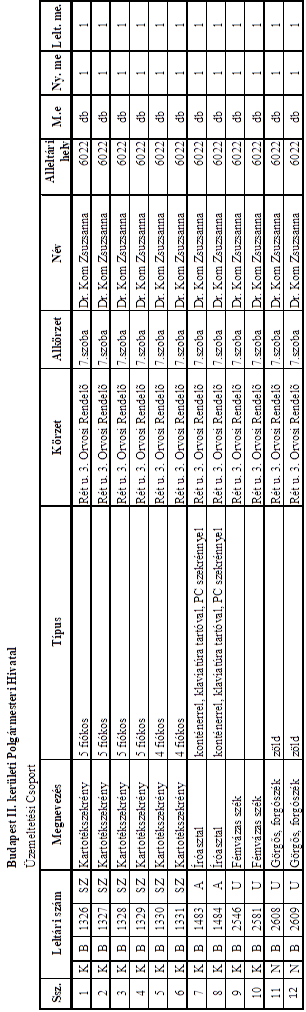 Budapest II. kerületi Polgármesteri Hivatal
Üzemeltetési Csoport
Ssz. Leltári szám Megnevezés Típus Körzet Alkörzet Név Alleltári helv M.e Ny. me Lelt. me.
1 K B 1326 SZ Kartotékszekrény 5 fiókos Rét u. 3. Orvosi Rendelő 7.szoba Dr. Kom Zsuzsanna 6022 db 1 1
2 K B 1327 SZ Kartotékszekrény 5 fiókos Rét u. 3. Orvosi Rendelő 7.szoba Dr. Kom Zsuzsanna 6022 db 1 1
3 K B 1328 SZ Kartotékszekrény 5 fiókos Rét u. 3. Orvosi Rendelő 7.szoba Dr. Kom Zsuzsanna 6022 db 1 1
4 K B 1329 SZ Kartotékszekrény 5 fiókos Rét u. 3. Orvosi Rendelő 7.szoba Dr. Kom Zsuzsanna 6022 db 1 1
5 K B 1330 SZ Kartotékszekrény 4 fiókos Rét u. 3. Orvosi Rendelő 7.szoba Dr. Kom Zsuzsanna 6022 db 1 1
6 K B 1331 SZ Kartotékszekrény 4 fiókos Rét u. 3. Orvosi Rendelő 7.szoba Dr. Kom Zsuzsanna 6022 db 1 1
7 K B 1483 A Íróasztal konténerrel, klaviatúra tartóval, PC szekrénnyel Rét u. 3. Orvosi Rendelő 7.szoba Dr. Kom Zsuzsanna 6022 db 1 1
8 K B 1484 A Íróasztal konténerrel, klaviatúra tartóval, PC szekrénnyel Rét u. 3. Orvosi Rendelő 7.szoba Dr. Kom Zsuzsanna 6022 db 1 1
9 K B 2546 U Fémvázas szék Rét u. 3. Orvosi Rendelő 7.szoba Dr. Kom Zsuzsanna 6022 db 1 1
10 K B 2581 U Fémvázas szék Rét u. 3. Orvosi Rendelő 7.szoba Dr. Kom Zsuzsanna 6022 db 1 1
11 N B 2608 U Görgős, forgószék zöld Rét u. 3. Orvosi Rendelő 7.szoba Dr. Kom Zsuzsanna 6022 db 1 1
12 N B 2609 U Görgős, forgószék zöld Rét u. 3. Orvosi Rendelő 7.szoba Dr. Kom Zsuzsanna 6022 db 1 1